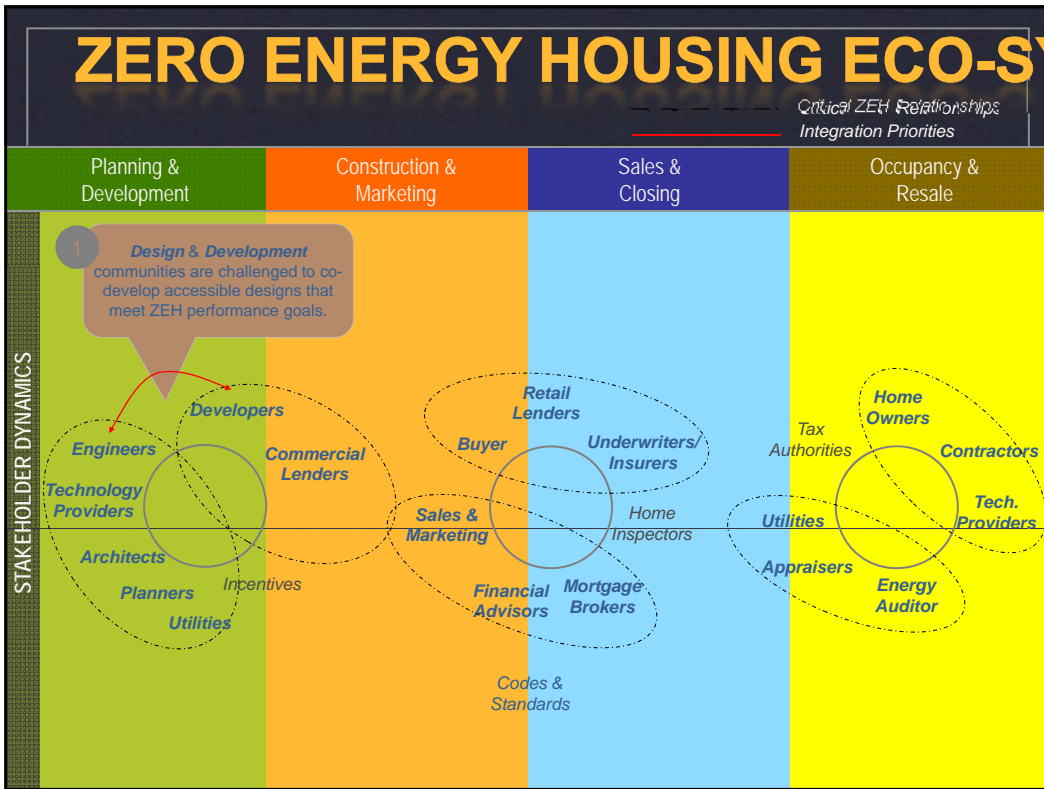 ZERO ENERGY HOUSING ECO-SY
Critical ZEH Relationships
Integration Priorities
Planning &
Development
Construction &
Marketing
Sales &
Closing
Occupancy &
Resale
STAKEHOLDER DYNAMICS
1
Design & Development
communities are challenged to co-
develop accessible designs that
meet ZEH performance goals.
Developers
Engineers
Commercial
Lenders
Technology
Providers
Architects
Planners
Incentives
Utilities
Retail
Lenders
Buyer
Underwriters/
Insurers
Sales &
Marketing
Home
Inspectors
Financial
Advisors
Mortgage
Brokers
Codes &
Standards
Home
Owners
Tax
Authorities
Contractors
Tech.
Providers
Utilities
Appraisers
Energy
Auditor